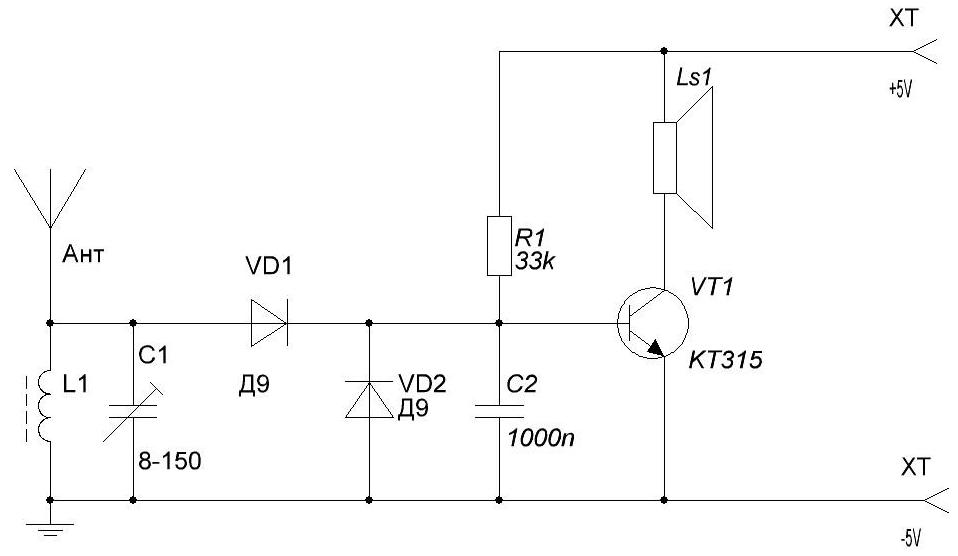 XT
Ls1
+5V
Ант
R1
33k
VD1
VT1
C1
L1
Д9
VD2
Д9
C2
KT315
1000n
8-150
XT
-5V